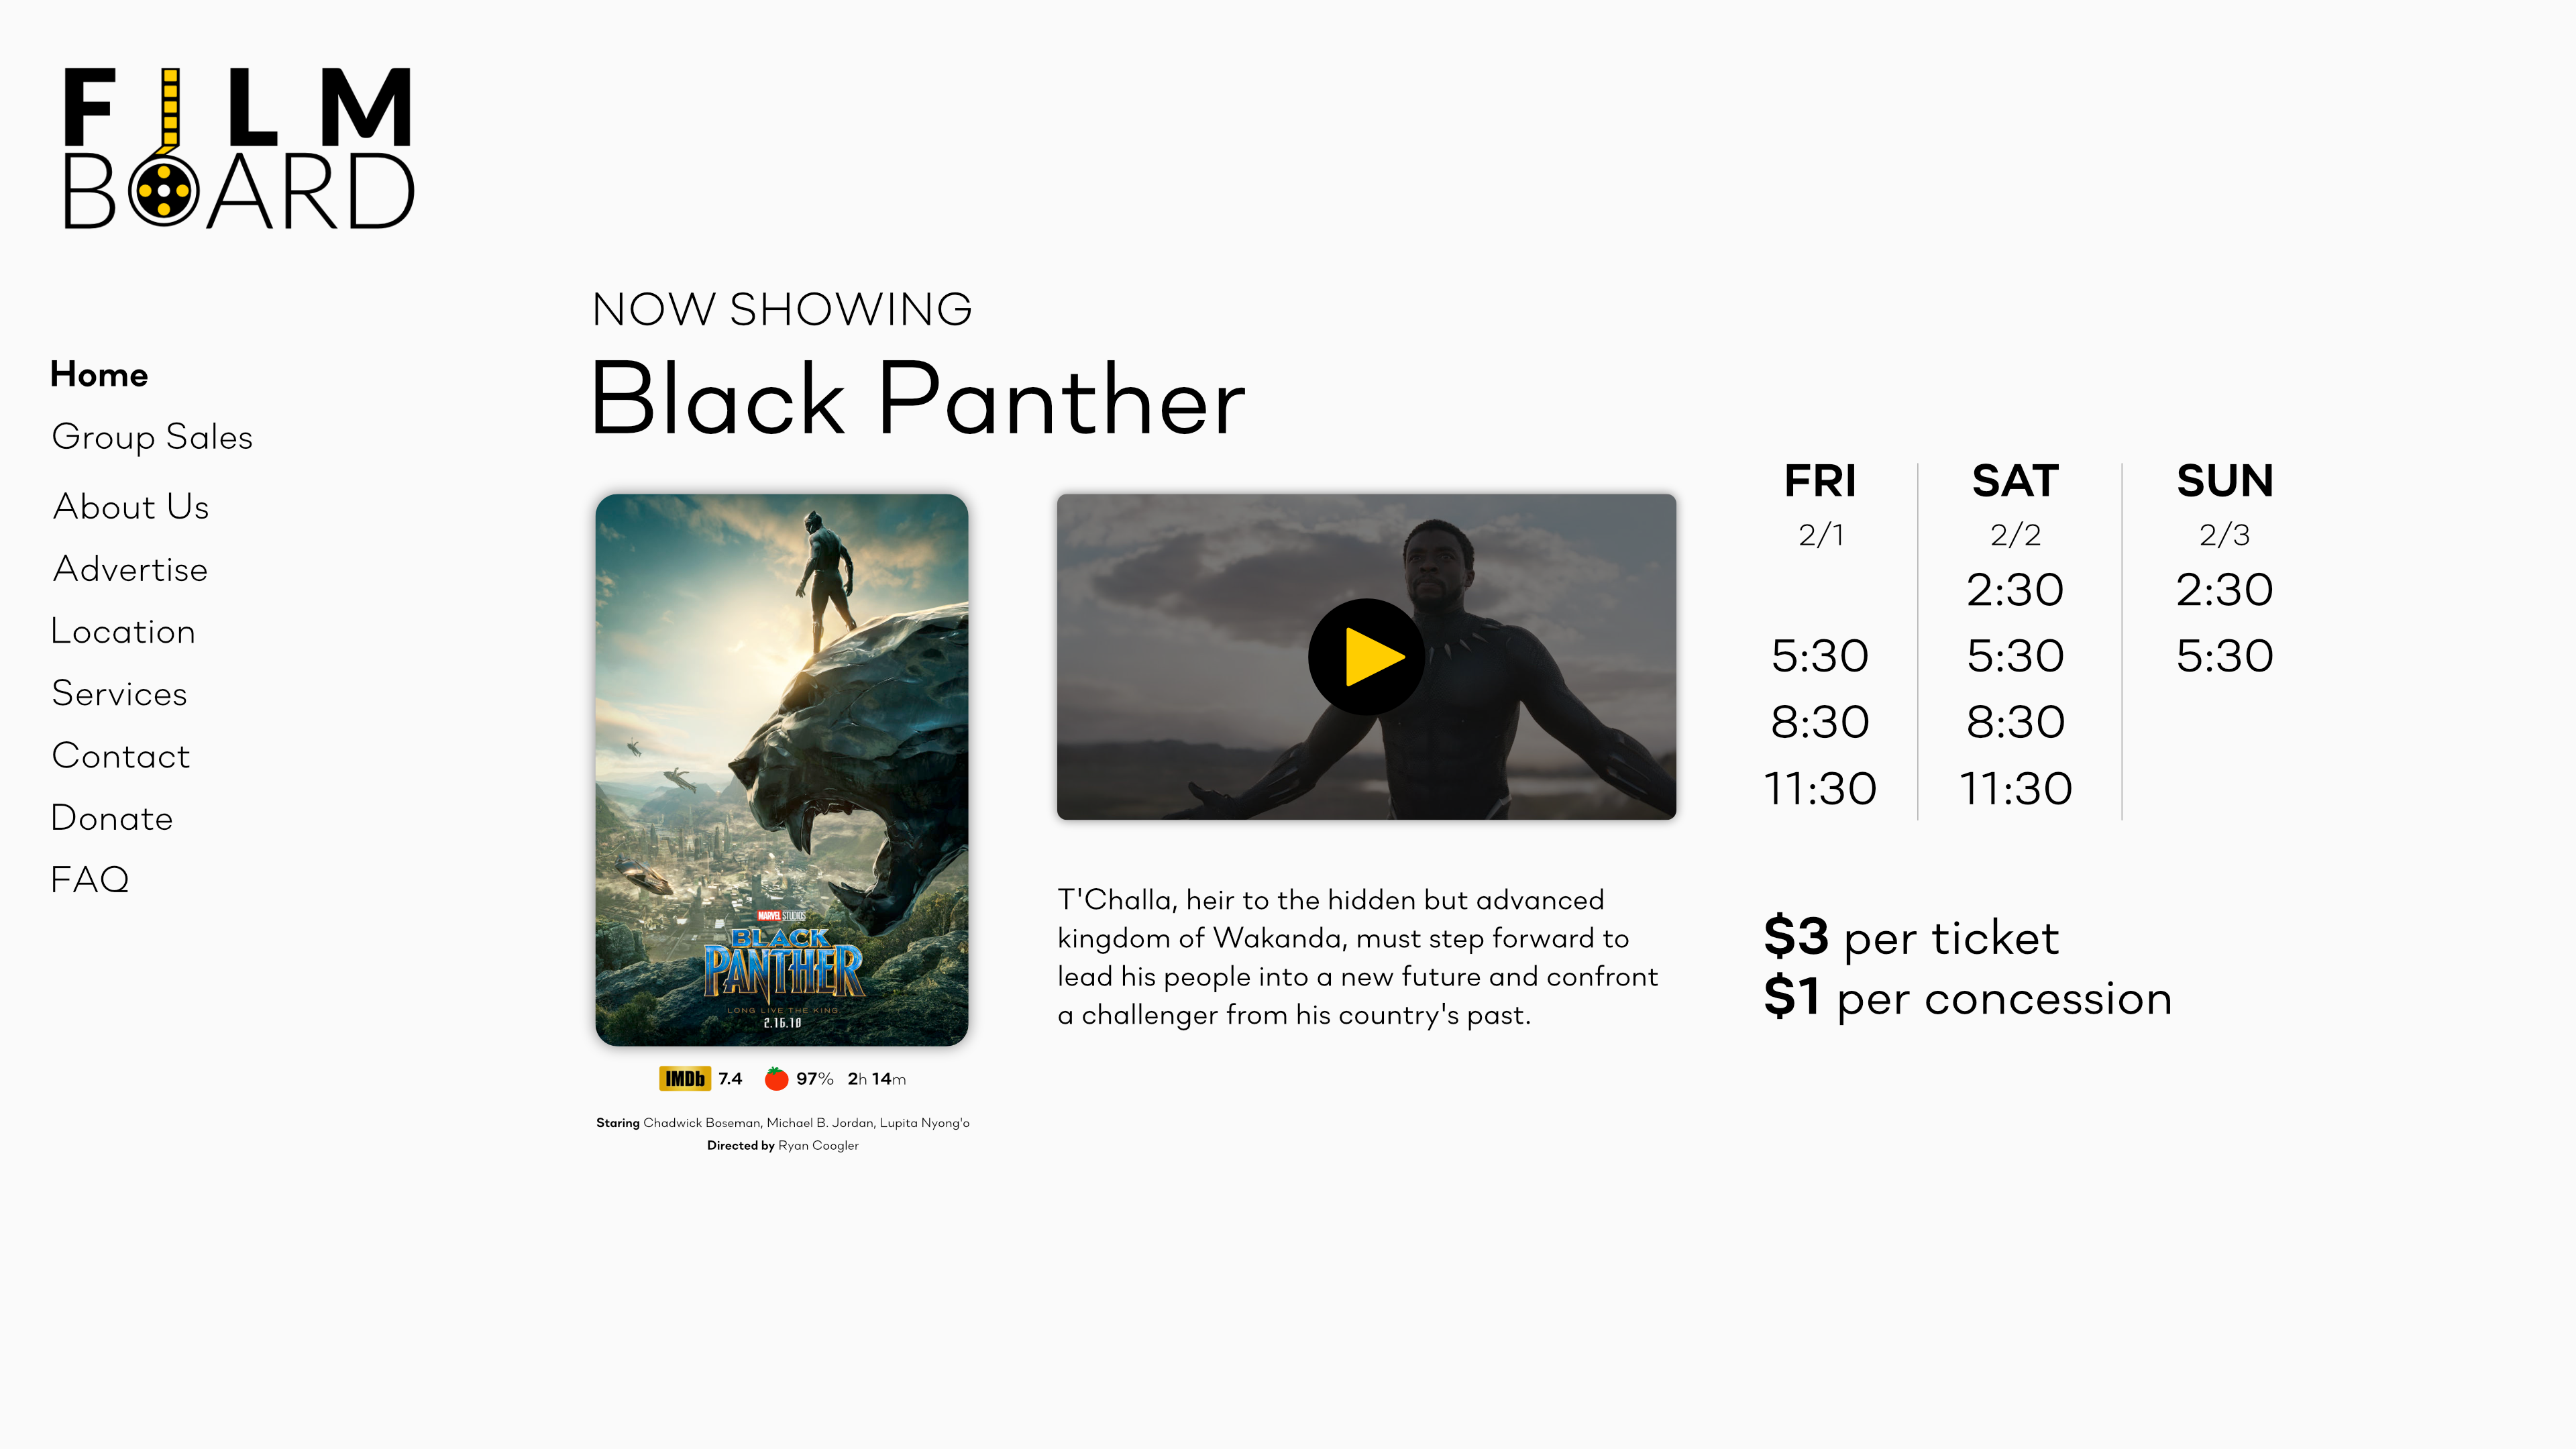 FILM
BOARD
Home
Group Sales
About Us
Advertise
Location
Services
Contact
Donate
FAQ
NOW SHOWING
Black Panther
MARVEL STUDIOS
BLACK
PANTHER
LONG LIVE THE KING
2.16.18
IMDb 7.4 97% 2h 14m
Staring Chadwick Boseman, Michael B. Jordan, Lupita Nyong'o
Directed by Ryan Coogler
T'Challa, heir to the hidden but advanced
kingdom of Wakanda, must step forward to
lead his people into a new future and confront
a challenger from his country's past.
FRI SAT SUN
2/1 2/2 2/3
2:30 2:30
5:30 5:30 5:30
8:30 8:30
11:30 11:30
$3 per ticket
$1 per concession